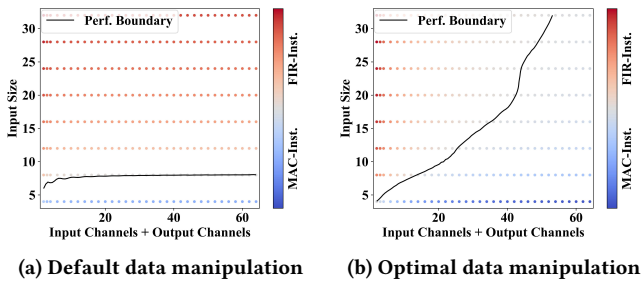 Perf. Boundary
30
25
20
15
10
5
Input Size
20
40
60
Input Channels + Output Channels
FIR-Inst.
MAC-Inst.
(a) Default data manipulation
Perf. Boundary
30
25
20
15
10
5
Input Size
20
40
60
Input Channels + Output Channels
FIR-Inst.
MAC-Inst.
(b) Optimal data manipulation